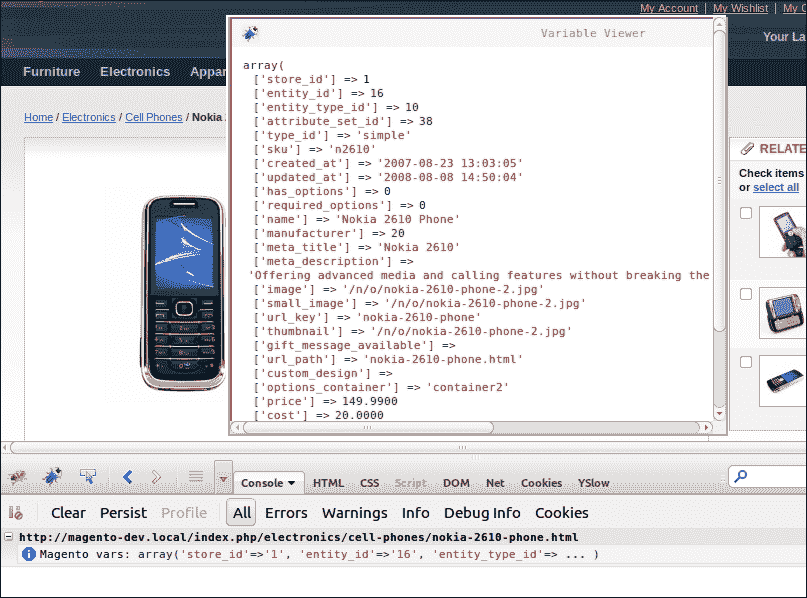 My Account | My Wishlist | My C
Your La
Furniture Electronics Appar
Home / Electronics / Cell Phones / Nokia
Variable Viewer
array(
['store_id'] => 1
['entity_id'] => 16
['entity_type_id'] => 10
['attribute_set_id'] => 38
['type_id'] => 'simple'
['sku'] => 'n2610'
['created_at'] => '2007-08-23 13:03:05'
['updated_at'] => '2008-08-08 14:50:04'
['has_options'] => 0
['required_options'] => 0
['name'] => 'Nokia 2610 Phone'
['manufacturer'] => 20
['meta_title'] => 'Nokia 2610'
['meta_description'] =>
'Offering advanced media and calling features without breaking the
['image'] => '/n/o/nokia-2610-phone-2.jpg'
['small_image'] => '/n/o/nokia-2610-phone-2.jpg'
['url_key'] => 'nokia-2610-phone'
['thumbnail'] => '/n/o/nokia-2610-phone-2.jpg'
['gift_message_available'] =>
['url_path'] => 'nokia-2610-phone.html'
['custom_design'] =>
['options_container'] => 'container2'
['price'] => 149.9900
['cost'] => 20.0000
RELATE
Check items
or select all
Console HTML CSS Script DOM Net Cookies YSlow
Clear Persist Profile All Errors Warnings Info Debug Info Cookies
http://magento-dev.local/index.php/electronics/cell-phones/nokia-2610-phone.html
Magento vars: array('store_id'=>'1', 'entity_id'=>'16', 'entity_type_id'=> ... )